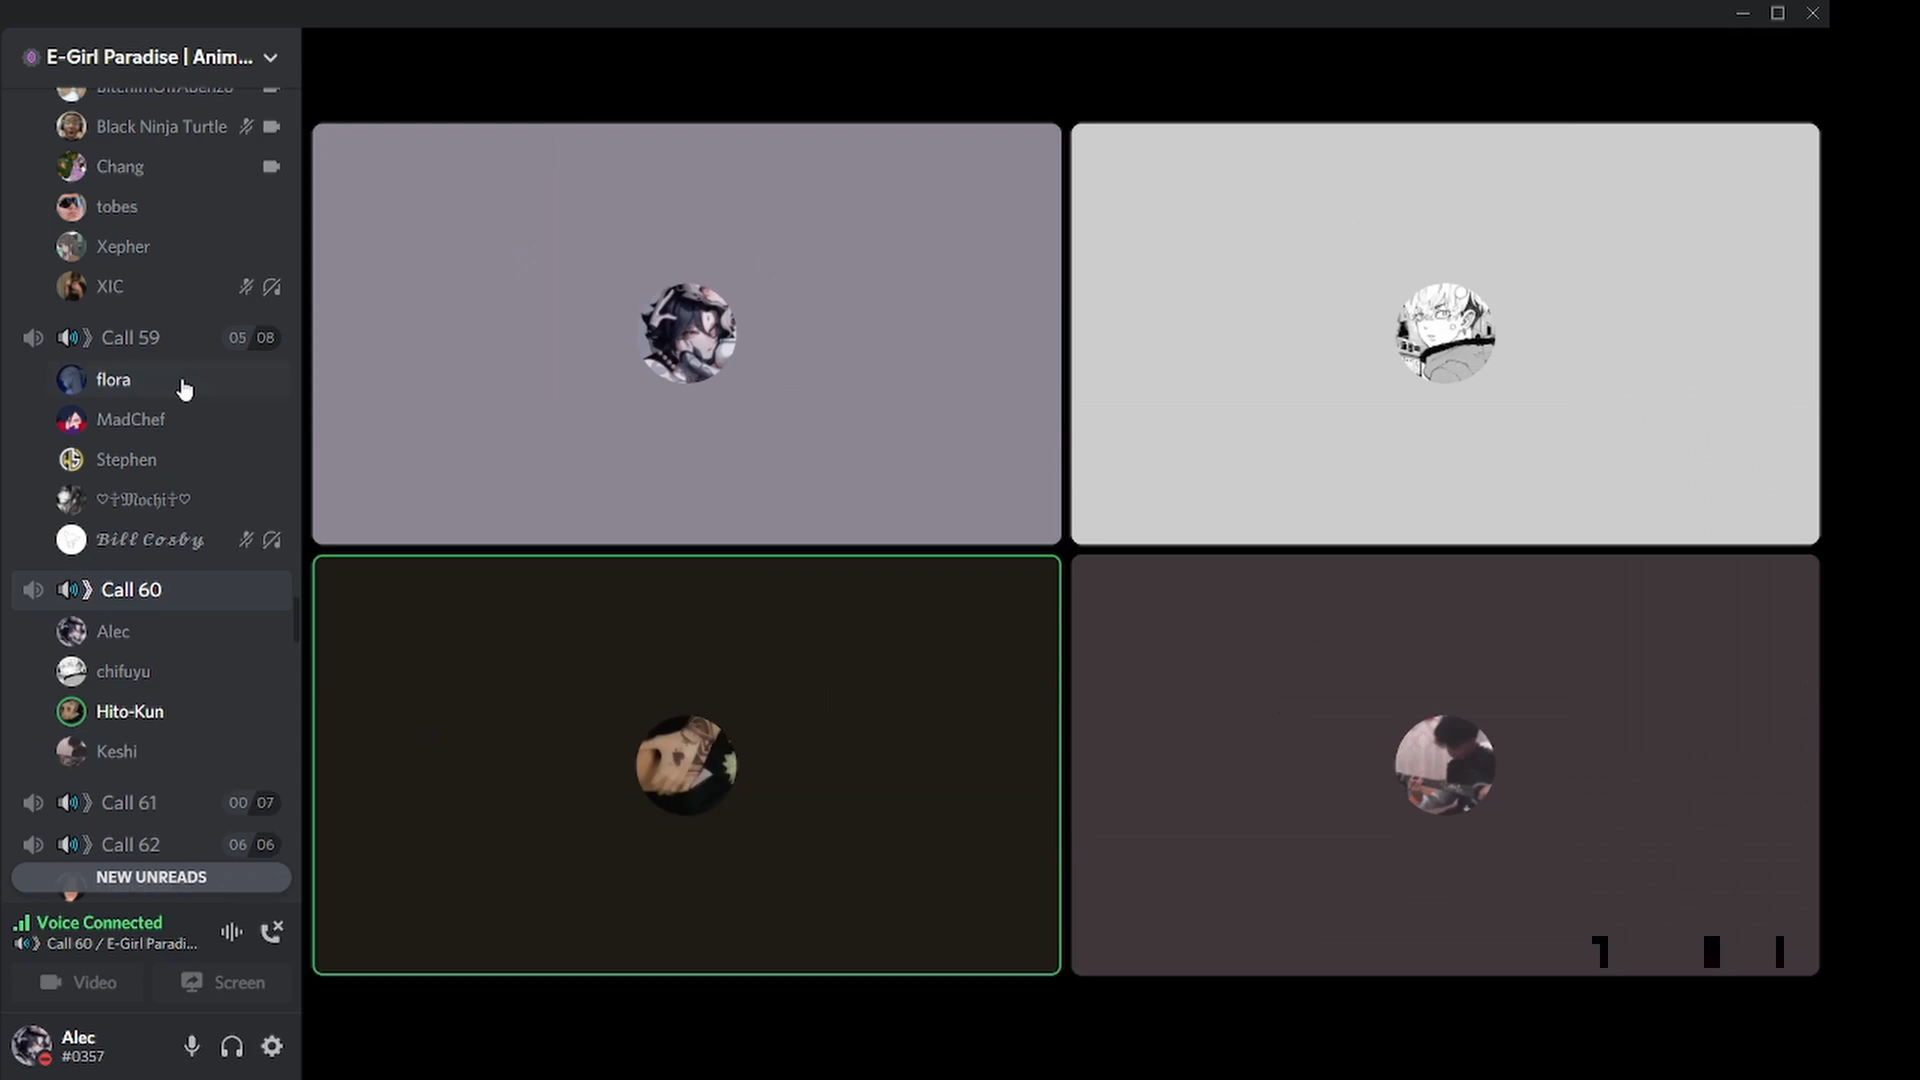 E-Girl Paradise | Anim...
Black Ninja Turtle
Chang
tobes
Xepher
XIC
Call 59
05 08
flora
MadChef
Stephen
♡✝𝔐𝔬𝔠𝔥𝔦✝♡
𝓑𝓲𝓵𝓵 𝓒𝓸𝓼𝓫𝔂
Call 60
Alec
chifuyu
Hito-Kun
Keshi
Call 61
00 07
Call 62
06 06
NEW UNREADS
Voice Connected
Call 60 / E-Girl Paradi...
Video
Screen
Alec
#0357